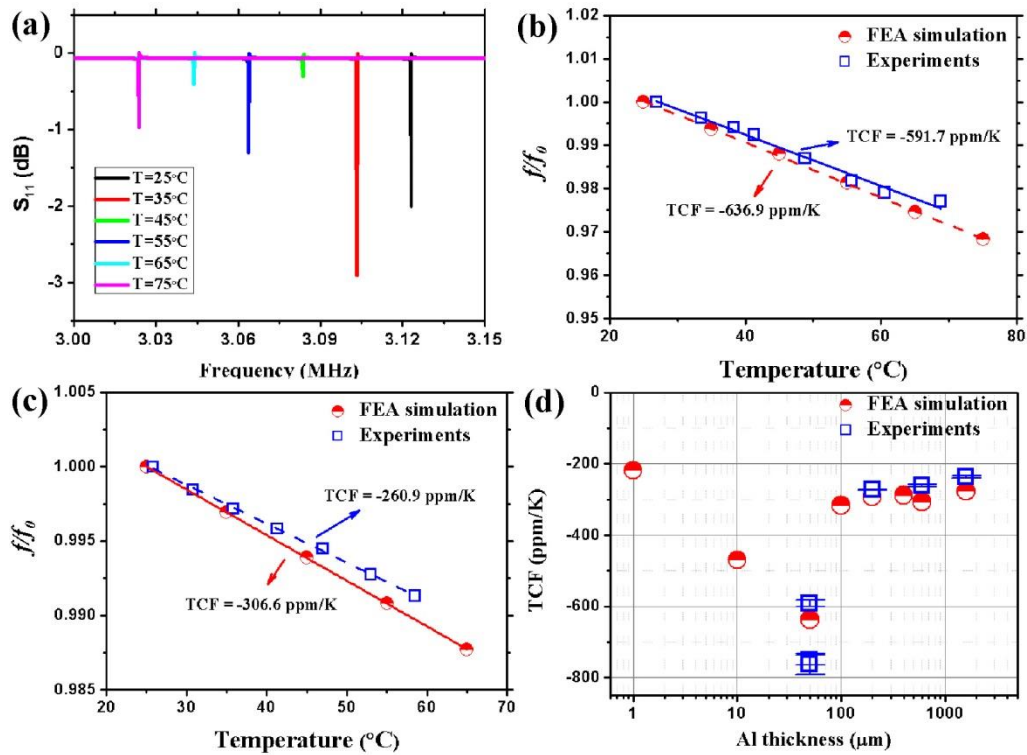 (a)
S11 (dB)
0
-1
-2
-3
T=25°C
T=35°C
T=45°C
T=55°C
T=65°C
T=75°C
3.00 3.03 3.06 3.09 3.12 3.15
Frequency (MHz)
(b)
f/f0
1.02
1.01
1.00
0.99
0.98
0.97
0.96
0.95
FEA simulation
Experiments
TCF = -591.7 ppm/K
TCF = -636.9 ppm/K
20 40 60 80
Temperature (°C)
(c)
f/f0
1.005
1.000
0.995
0.990
0.985
FEA simulation
Experiments
TCF = -260.9 ppm/K
TCF = -306.6 ppm/K
20 30 40 50 60 70
Temperature (°C)
(d)
TCF (ppm/K)
0
-200
-400
-600
-800
FEA simulation
Experiments
1 10 100 1000
Al thickness (μm)